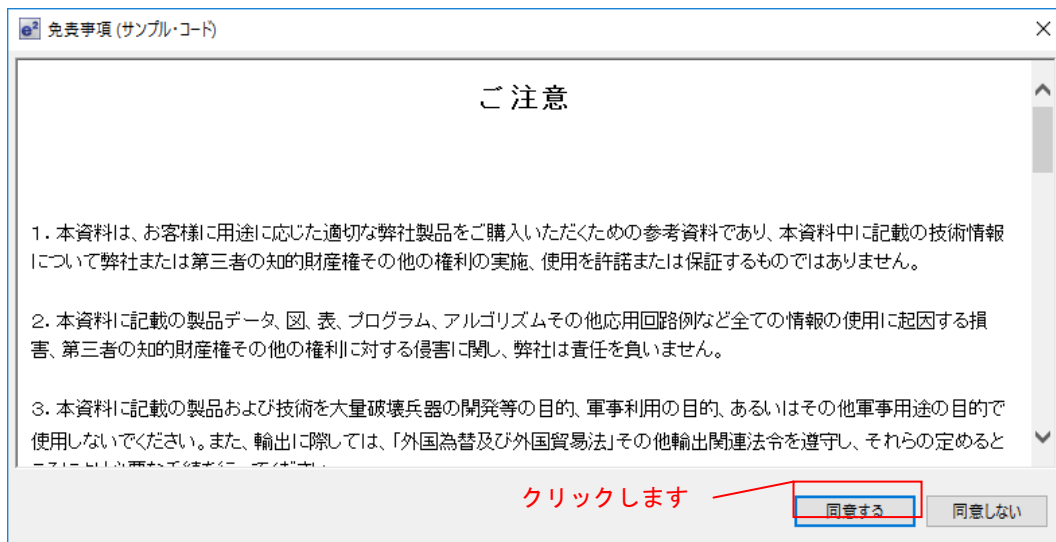 e² 免責事項 (サンプル・コード)
ご注意
1．本資料は、お客様に用途に応じた適切な弊社製品をご購入いただくための参考資料であり、本資料中に記載の技術情報
について弊社または第三者の知的財産権その他の権利の実施、使用を許諾または保証するものではありません。
2．本資料に記載の製品データ、図、表、プログラム、アルゴリズムその他応用回路例など全ての情報の使用に起因する損
害、第三者の知的財産権その他の権利に対する侵害に関し、弊社は責任を負いません。
3．本資料に記載の製品および技術を大量破壊兵器の開発等の目的、軍事利用の目的、あるいはその他軍事用途の目的で
使用しないでください。また、輸出に際しては、「外国為替及び外国貿易法」その他輸出関連法令を遵守し、それらの定めると
クリックします
同意する
同意しない